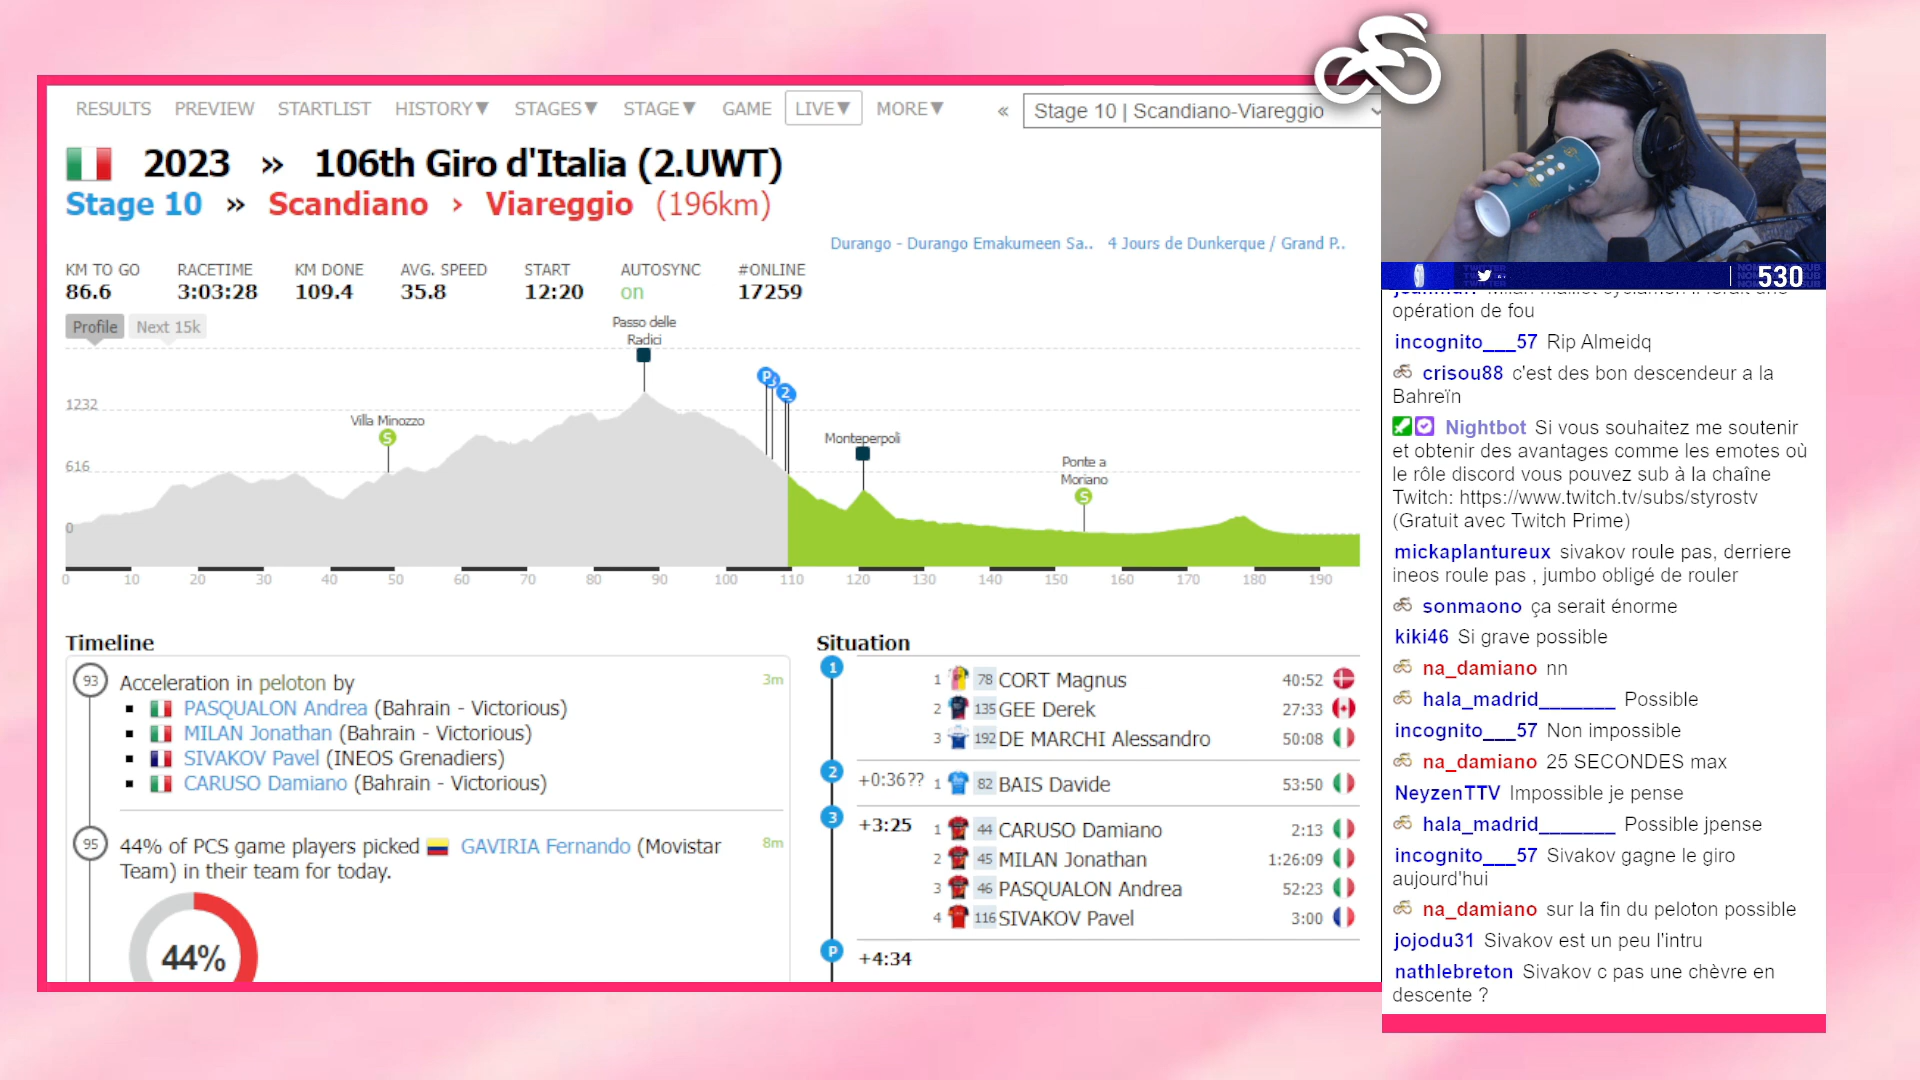 RESULTS PREVIEW STARTLIST HISTORY▼ STAGES▼ STAGE▼ GAME LIVE▼ MORE▼ « Stage 10 | Scandiano-Viareggio
2023 » 106th Giro d'Italia (2.UWT)
Stage 10 » Scandiano › Viareggio (196km)
Durango - Durango Emakumeen Sa.. 4 Jours de Dunkerque / Grand P..
KM TO GO RACETIME KM DONE AVG. SPEED START AUTOSYNC #ONLINE
86.6 3:03:28 109.4 35.8 12:20 on 17259
Profile Next 15k
Passo delle
Radici
P 3
2
1232
Villa Minozzo
S
Monteperpoli
616
Ponte a
Moriano
S
0
0 10 20 30 40 50 60 70 80 90 100 110 120 130 140 150 160 170 180 190
Timeline
93 Acceleration in peloton by 3m
PASQUALON Andrea (Bahrain - Victorious)
MILAN Jonathan (Bahrain - Victorious)
SIVAKOV Pavel (INEOS Grenadiers)
CARUSO Damiano (Bahrain - Victorious)
95 44% of PCS game players picked GAVIRIA Fernando (Movistar 8m
Team) in their team for today.
44%
Situation
1
1 78 CORT Magnus 40:52
2 135 GEE Derek 27:33
3 192 DE MARCHI Alessandro 50:08
2 +0:36?? 1 82 BAIS Davide 53:50
3 +3:25 1 44 CARUSO Damiano 2:13
2 45 MILAN Jonathan 1:26:09
3 46 PASQUALON Andrea 52:23
4 116 SIVAKOV Pavel 3:00
P +4:34
530
opération de fou
incognito___57 Rip Almeidq
crisou88 c'est des bon descendeur a la
Bahreïn
Nightbot Si vous souhaitez me soutenir
et obtenir des avantages comme les emotes où
le rôle discord vous pouvez sub à la chaîne
Twitch: https://www.twitch.tv/subs/styrostv
(Gratuit avec Twitch Prime)
mickaplantureux sivakov roule pas, derriere
ineos roule pas , jumbo obligé de rouler
sonmaono ça serait énorme
kiki46 Si grave possible
na_damiano nn
hala_madrid_______ Possible
incognito___57 Non impossible
na_damiano 25 SECONDES max
NeyzenTTV Impossible je pense
hala_madrid_______ Possible jpense
incognito___57 Sivakov gagne le giro
aujourd'hui
na_damiano sur la fin du peloton possible
jojodu31 Sivakov est un peu l'intru
nathlebreton Sivakov c pas une chèvre en
descente ?